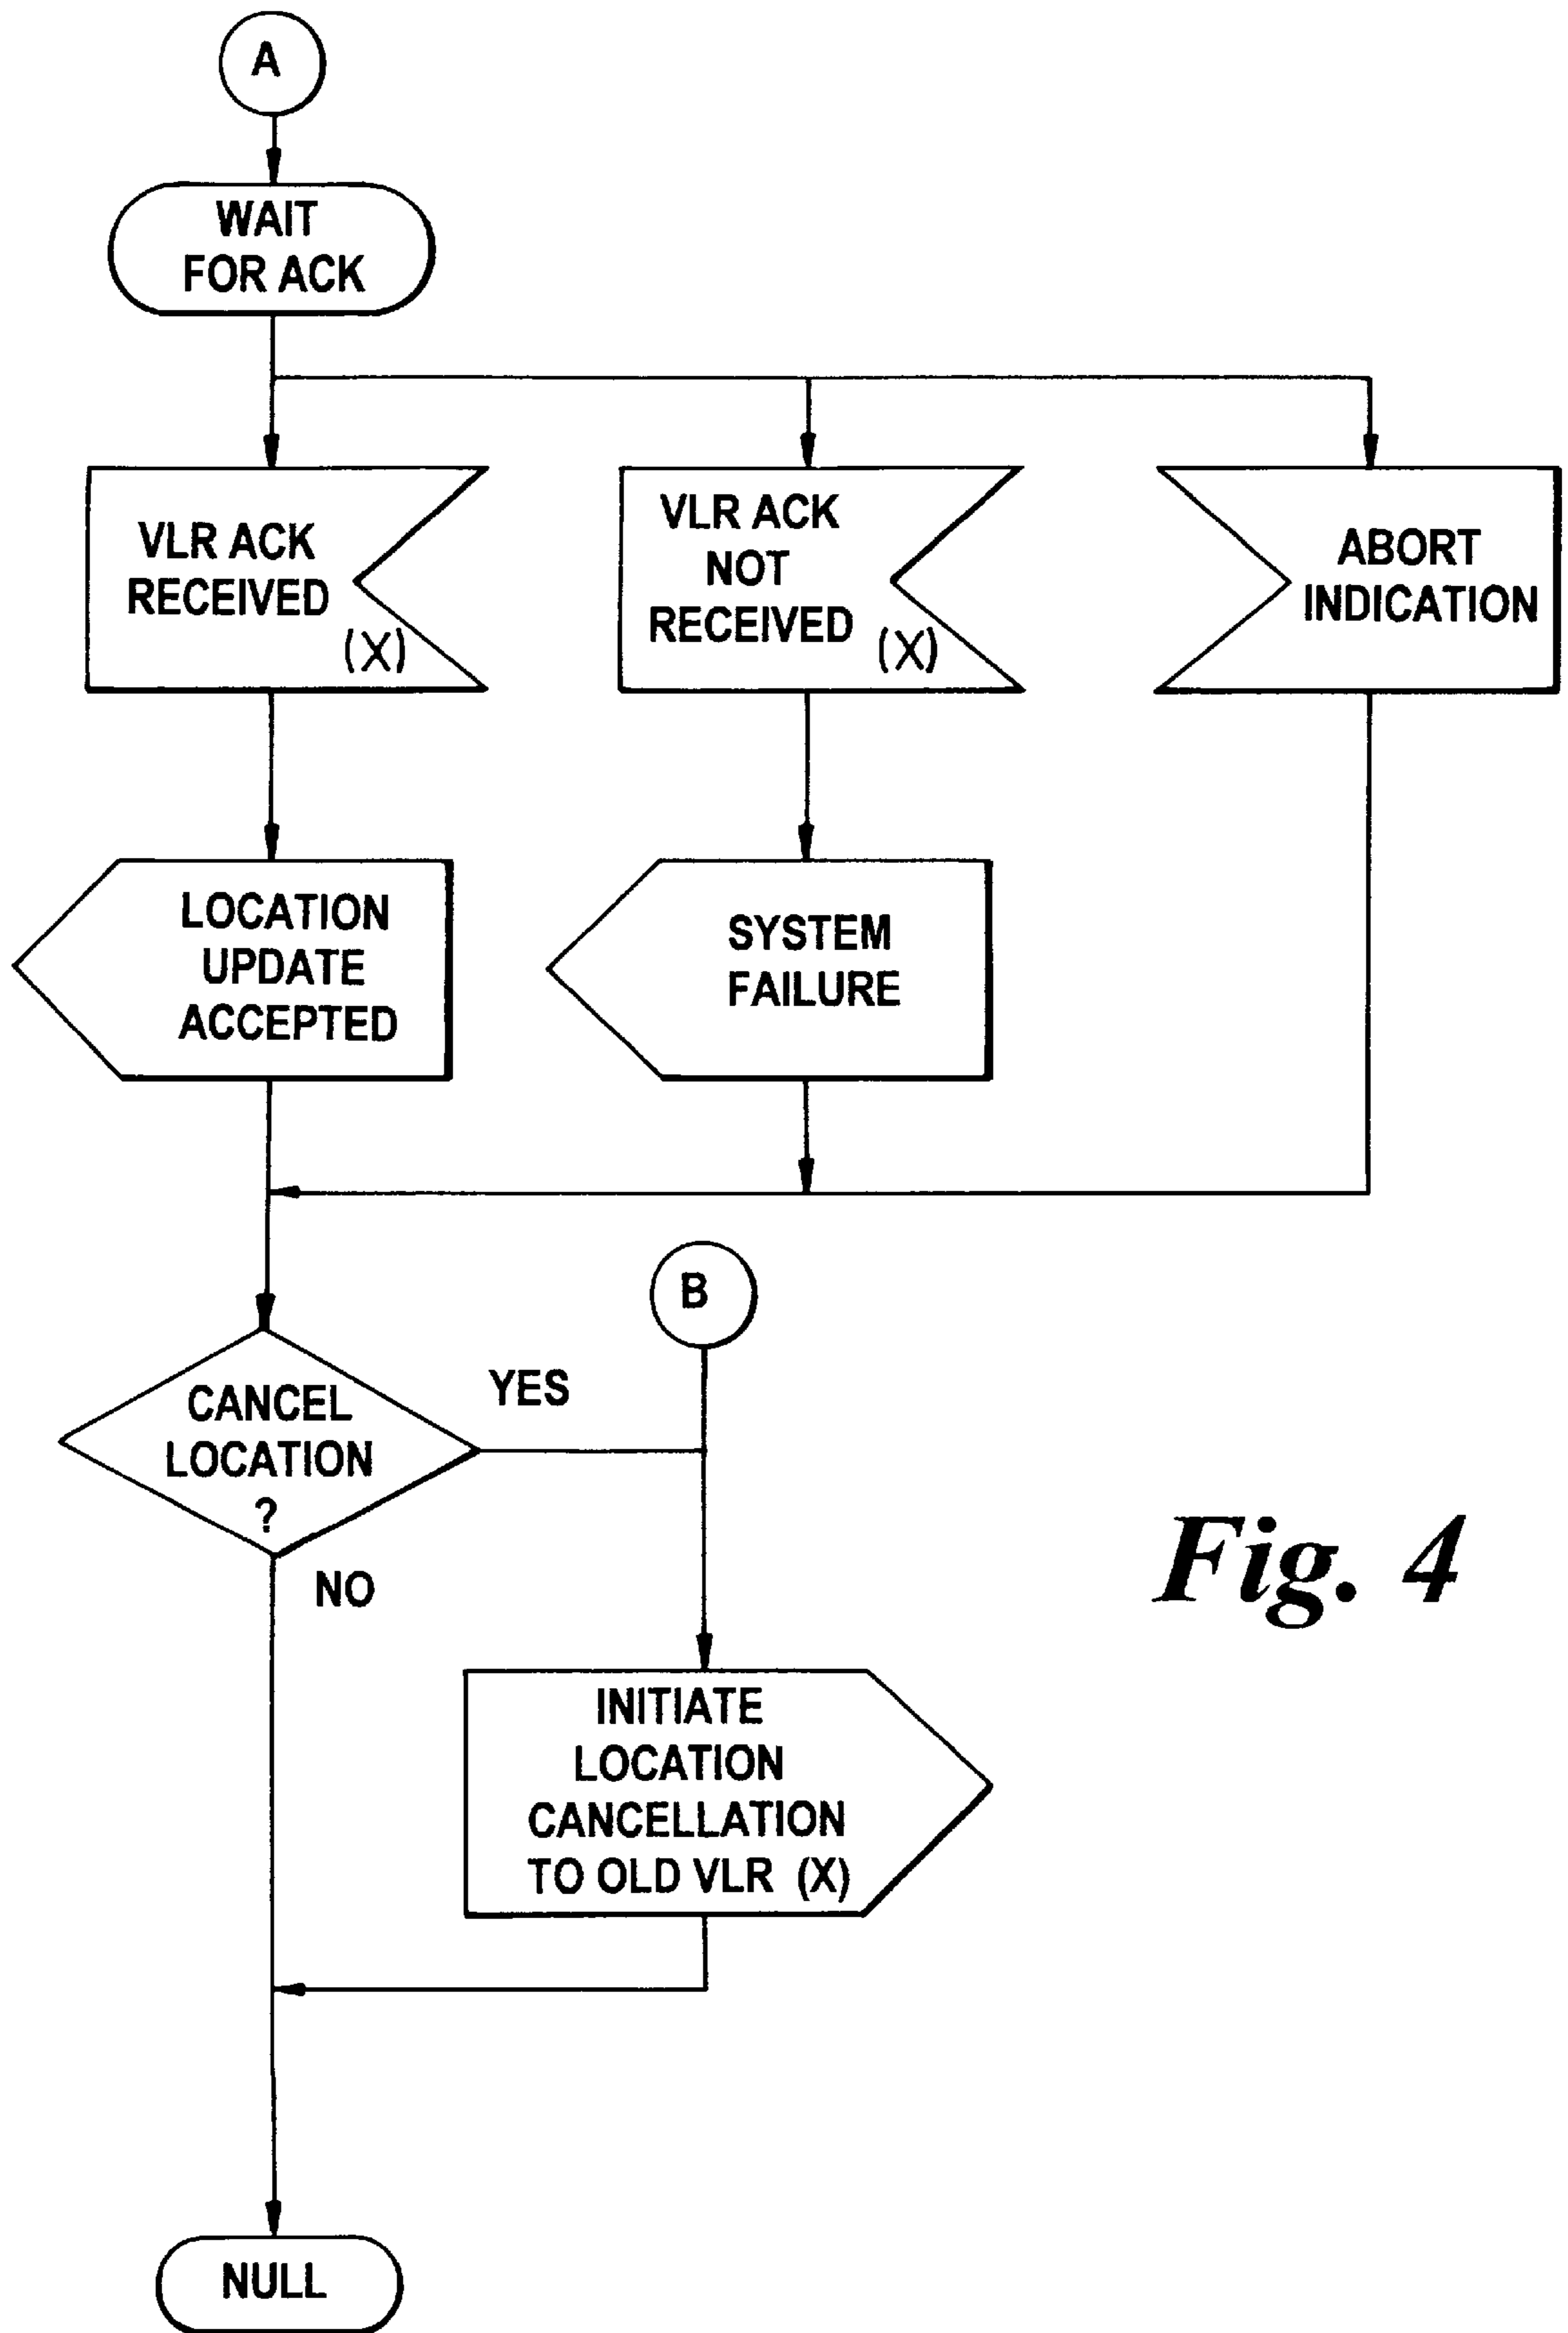 A
WAIT
FOR ACK
VLR ACK
RECEIVED
(X)
VLR ACK
NOT
RECEIVED
(X)
ABORT
INDICATION
LOCATION
UPDATE
ACCEPTED
SYSTEM
FAILURE
B
CANCEL
LOCATION
?
YES
NO
Fig. 4
INITIATE
LOCATION
CANCELLATION
TO OLD VLR (X)
NULL